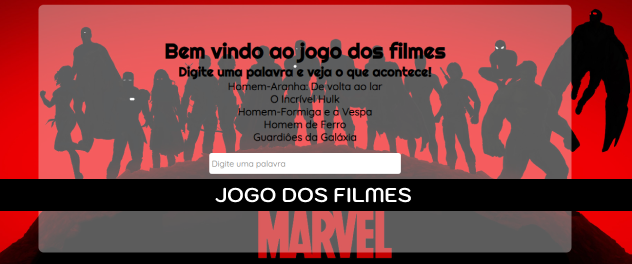 Bem vindo ao jogo dos filmes
Digite uma palavra e veja o que acontece!
Homem-Aranha: De volta ao lar
O Incrível Hulk
Homem-Formiga e a Vespa
Homem de Ferro
Guardiões da Galáxia
Digite uma palavra
JOGO DOS FILMES
MARVEL